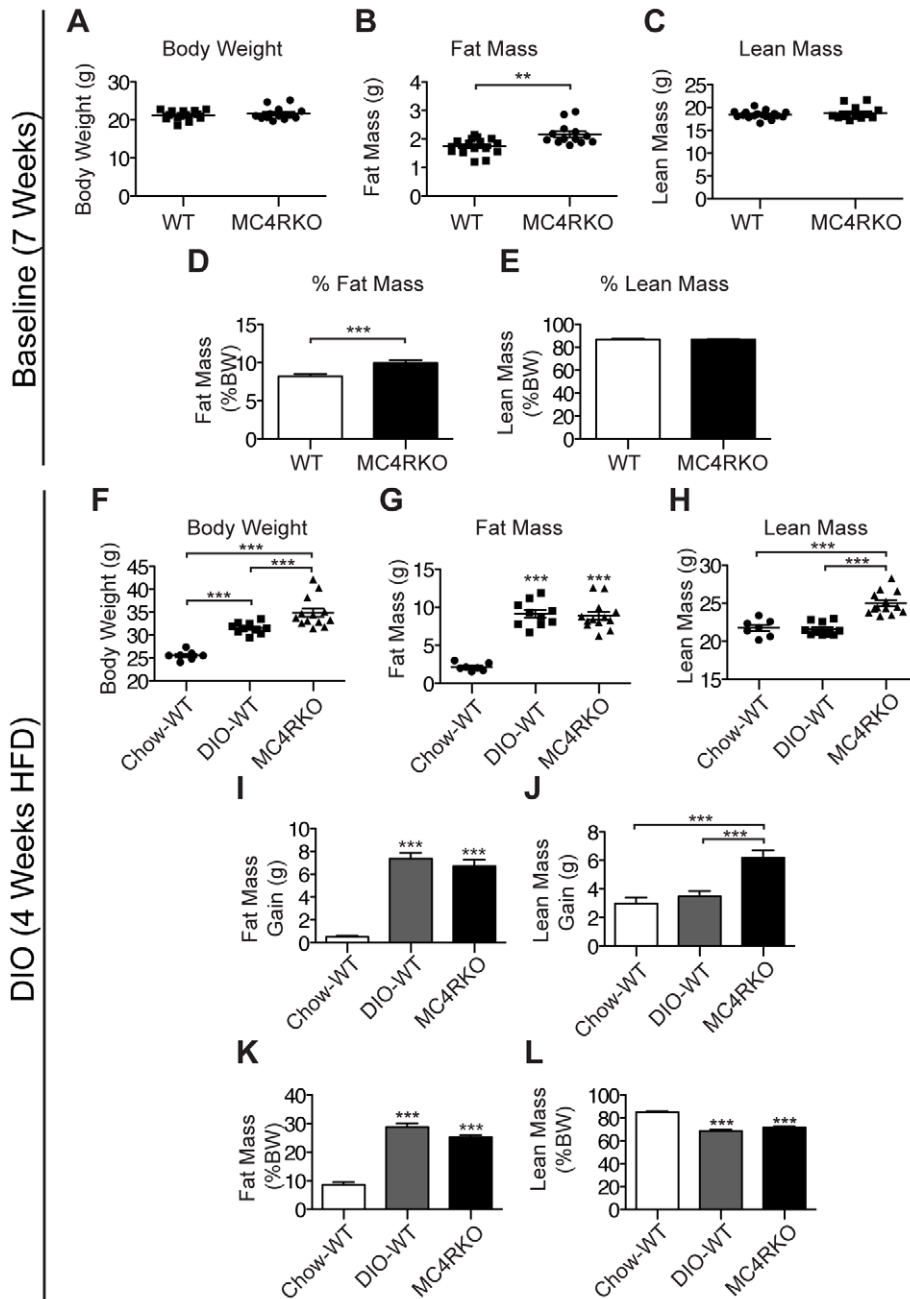 Baseline (7 Weeks)
A
Body Weight
Body Weight (g)
30
20
10
0
WT
MC4RKO
B
Fat Mass
Fat Mass (g)
4
3
2
1
0
**
WT
MC4RKO
C
Lean Mass
Lean Mass (g)
25
20
15
10
5
0
WT
MC4RKO
D
% Fat Mass
Fat Mass
(%BW)
15
10
5
0
***
WT
MC4RKO
E
% Lean Mass
Lean Mass
(%BW)
100
80
60
40
20
0
WT
MC4RKO
DIO (4 Weeks HFD)
F
Body Weight
Body Weight (g)
45
40
35
30
25
20
***
***
***
Chow-WT
DIO-WT
MC4RKO
G
Fat Mass
Fat Mass (g)
15
10
5
0
***
***
Chow-WT
DIO-WT
MC4RKO
H
Lean Mass
Lean Mass (g)
25
20
15
***
***
Chow-WT
DIO-WT
MC4RKO
I
Fat Mass
Gain (g)
10
8
6
4
2
0
***
***
Chow-WT
DIO-WT
MC4RKO
J
Lean Mass
Gain (g)
8
6
4
2
0
***
***
Chow-WT
DIO-WT
MC4RKO
K
Fat Mass
(%BW)
40
30
20
10
0
***
***
Chow-WT
DIO-WT
MC4RKO
L
Lean Mass
(%BW)
100
80
60
40
20
0
***
***
Chow-WT
DIO-WT
MC4RKO